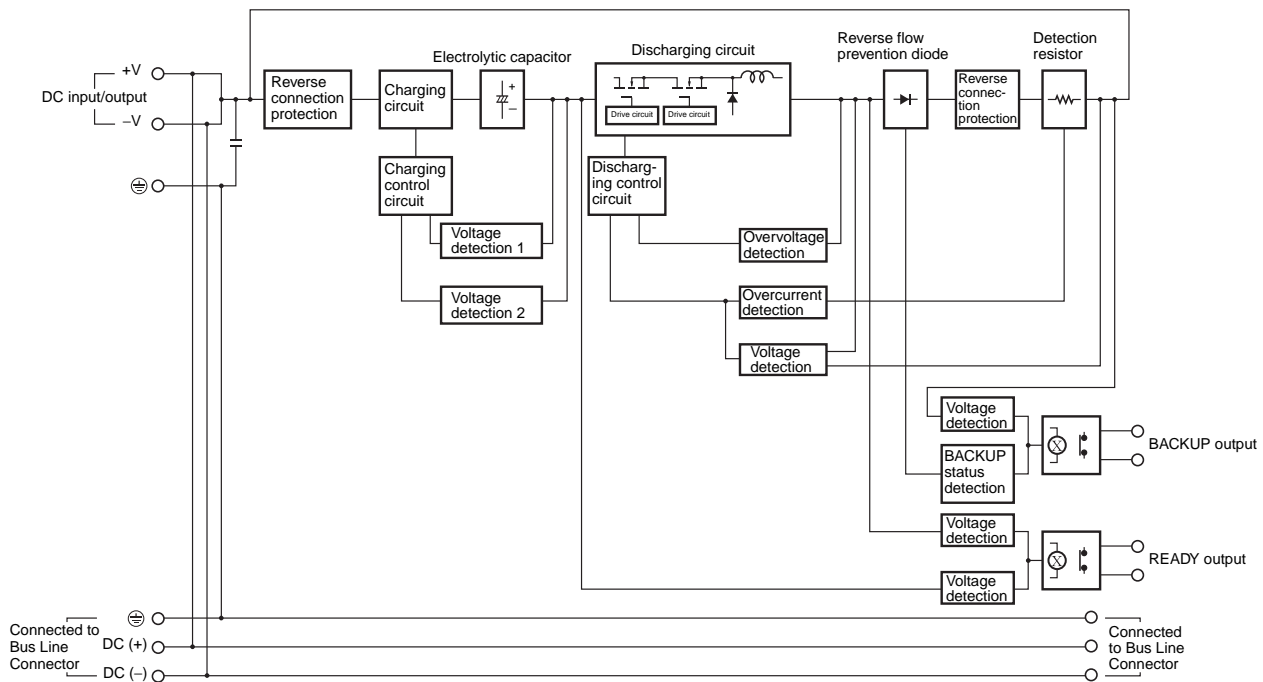 Reverse flow
prevention diode
Detection
resistor
Discharging circuit
Electrolytic capacitor
+V
DC input/output
−V
Reverse
connection
protection
Charging
circuit
+
−
Drive circuit
Drive circuit
Reverse
connec-
tion
protection
Charging
control
circuit
Discharg-
ing control
circuit
Voltage
detection 1
Overvoltage
detection
Voltage
detection 2
Overcurrent
detection
Voltage
detection
Voltage
detection
BACKUP
status
detection
X
BACKUP output
Voltage
detection
Voltage
detection
X
READY output
Connected to
Bus Line
Connector
DC (+)
DC (−)
Connected
to Bus Line
Connector